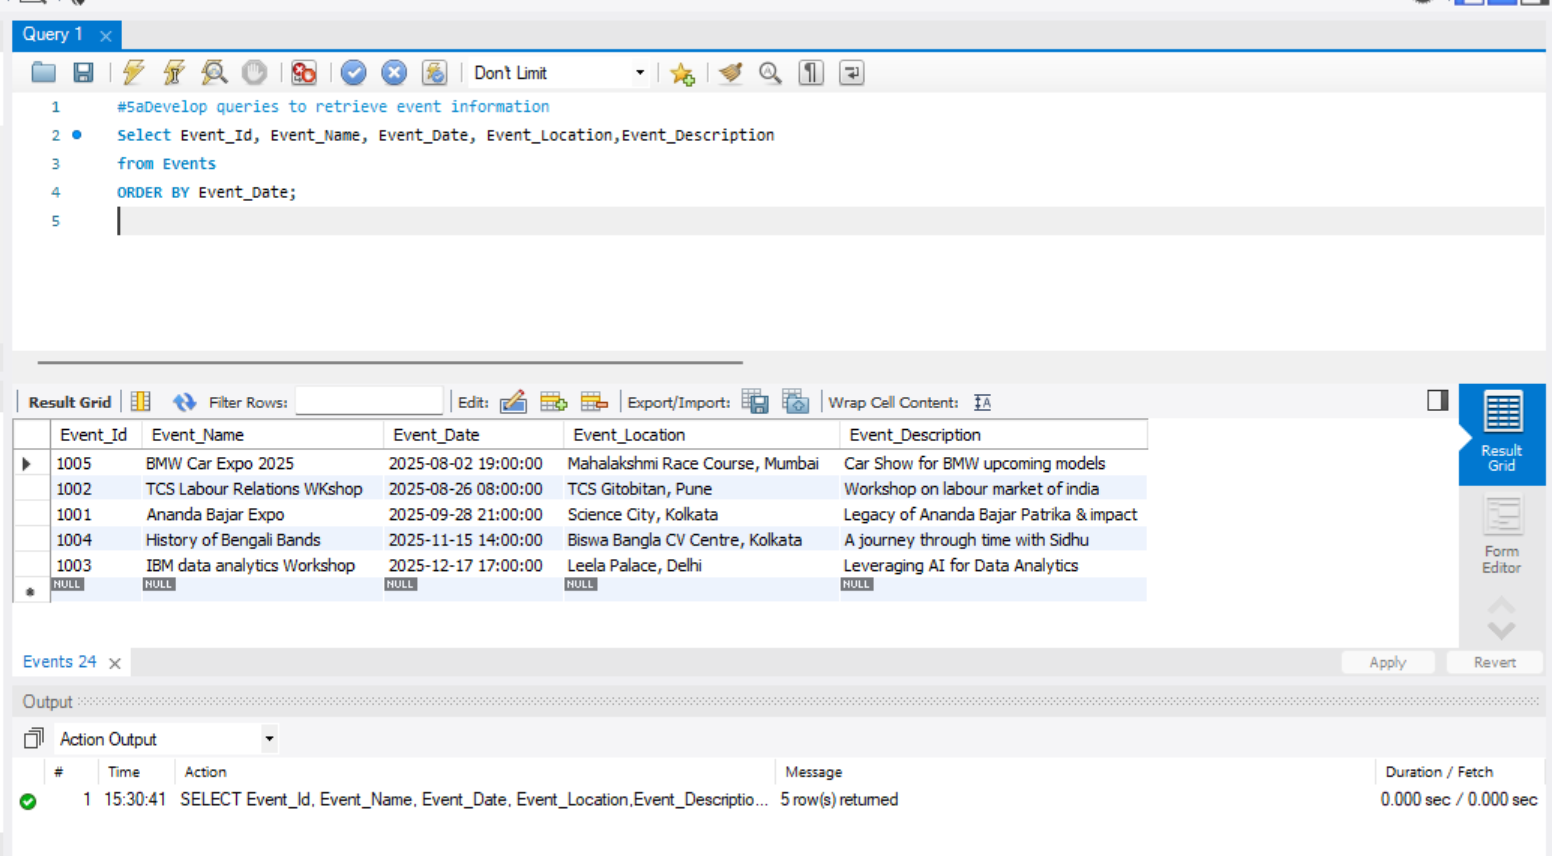 Query 1
Don't Limit
1 #5aDevelop queries to retrieve event information
2 Select Event_Id, Event_Name, Event_Date, Event_Location,Event_Description
3 from Events
4 ORDER BY Event_Date;
5
Result Grid Filter Rows: Edit: Export/Import: Wrap Cell Content:
Event_Id Event_Name Event_Date Event_Location Event_Description
1005 BMW Car Expo 2025 2025-08-02 19:00:00 Mahalakshmi Race Course, Mumbai Car Show for BMW upcoming models
1002 TCS Labour Relations WKshop 2025-08-26 08:00:00 TCS Gitobitan, Pune Workshop on labour market of india
1001 Ananda Bajar Expo 2025-09-28 21:00:00 Science City, Kolkata Legacy of Ananda Bajar Patrika & impact
1004 History of Bengali Bands 2025-11-15 14:00:00 Biswa Bangla CV Centre, Kolkata A journey through time with Sidhu
1003 IBM data analytics Workshop 2025-12-17 17:00:00 Leela Palace, Delhi Leveraging AI for Data Analytics
NULL NULL NULL NULL NULL
Result
Grid
Form
Editor
Events 24 Apply Revert
Output
Action Output
# Time Action Message Duration / Fetch
1 15:30:41 SELECT Event_Id, Event_Name, Event_Date, Event_Location,Event_Descriptio... 5 row(s) returned 0.000 sec / 0.000 sec